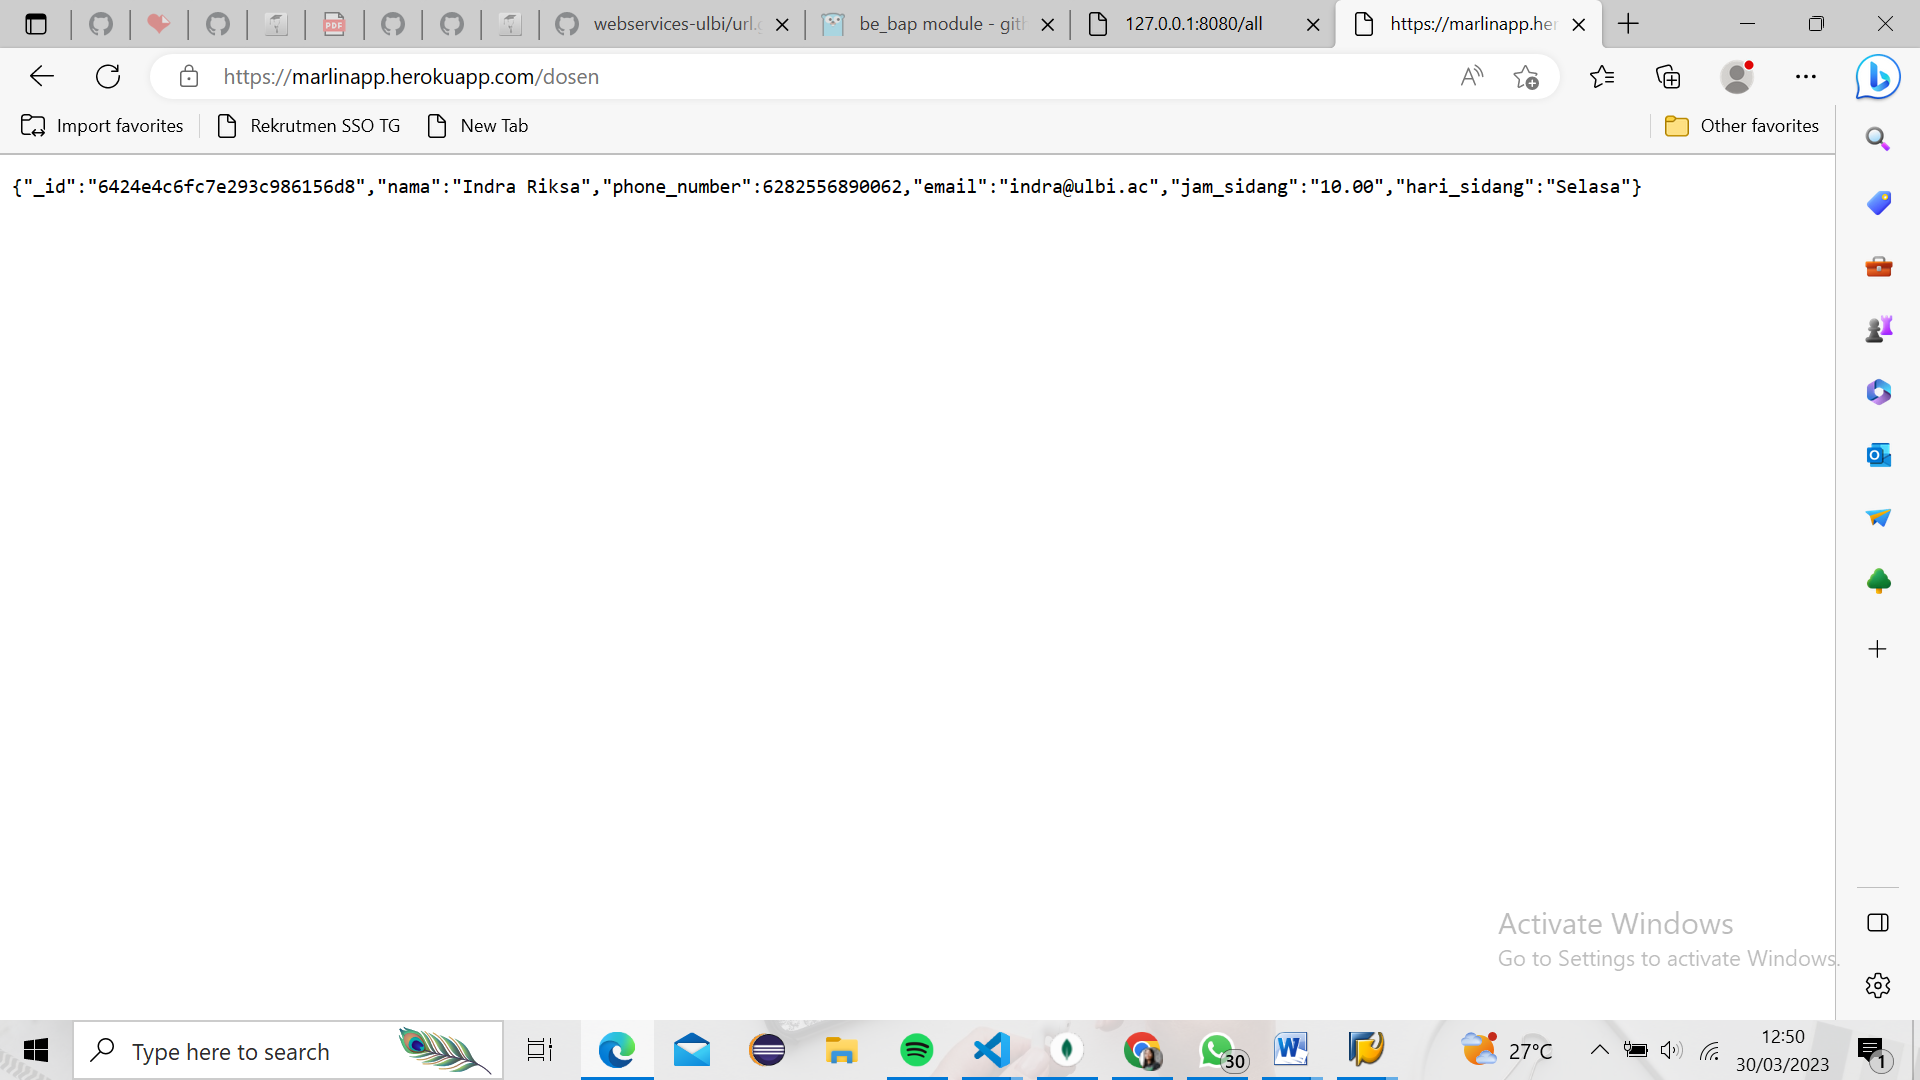 webservices-ulbi/url.g
be_bap module - gith
127.0.0.1:8080/all
https://marlinapp.her
https://marlinapp.herokuapp.com/dosen
Import favorites
Rekrutmen SSO TG
New Tab
Other favorites
{"_id":"6424e4c6fc7e293c986156d8","nama":"Indra Riksa","phone_number":6282556890062,"email":"indra@ulbi.ac","jam_sidang":"10.00","hari_sidang":"Selasa"}
Activate Windows
Go to Settings to activate Windows.
Type here to search
30
27°C
12:50
30/03/2023
1